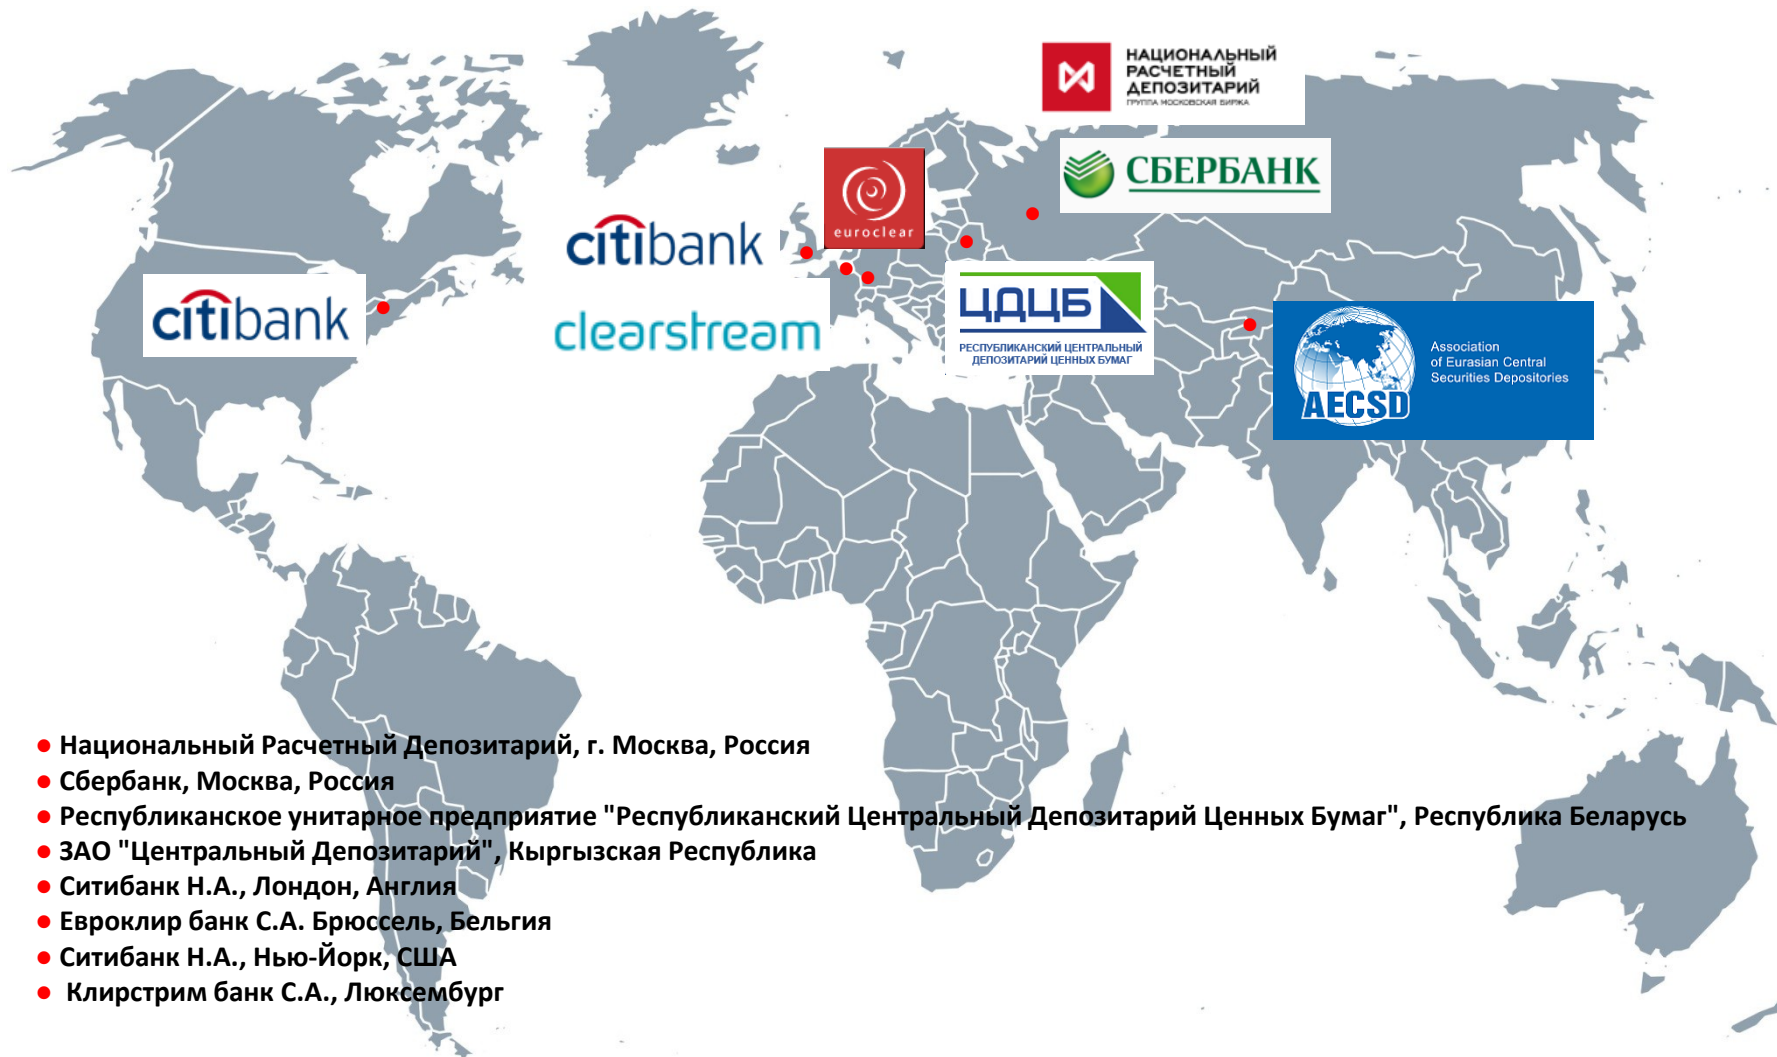 НАЦИОНАЛЬНЫЙ
РАСЧЕТНЫЙ
ДЕПОЗИТАРИЙ
ГРУППА МОСКОВСКАЯ БИРЖА
СБЕРБАНК
euroclear
citibank
citibank
clearstream
ЦДЦБ
РЕСПУБЛИКАНСКИЙ ЦЕНТРАЛЬНЫЙ
ДЕПОЗИТАРИЙ ЦЕННЫХ БУМАГ
Association
of Eurasian Central
Securities Depositories
AECSD
● Национальный Расчетный Депозитарий, г. Москва, Россия
● Сбербанк, Москва, Россия
● Республиканское унитарное предприятие "Республиканский Центральный Депозитарий Ценных Бумаг", Республика Беларусь
● ЗАО "Центральный Депозитарий", Кыргызская Республика
● Ситибанк Н.А., Лондон, Англия
● Евроклир банк С.А. Брюссель, Бельгия
● Ситибанк Н.А., Нью-Йорк, США
● Клирстрим банк С.А., Люксембург